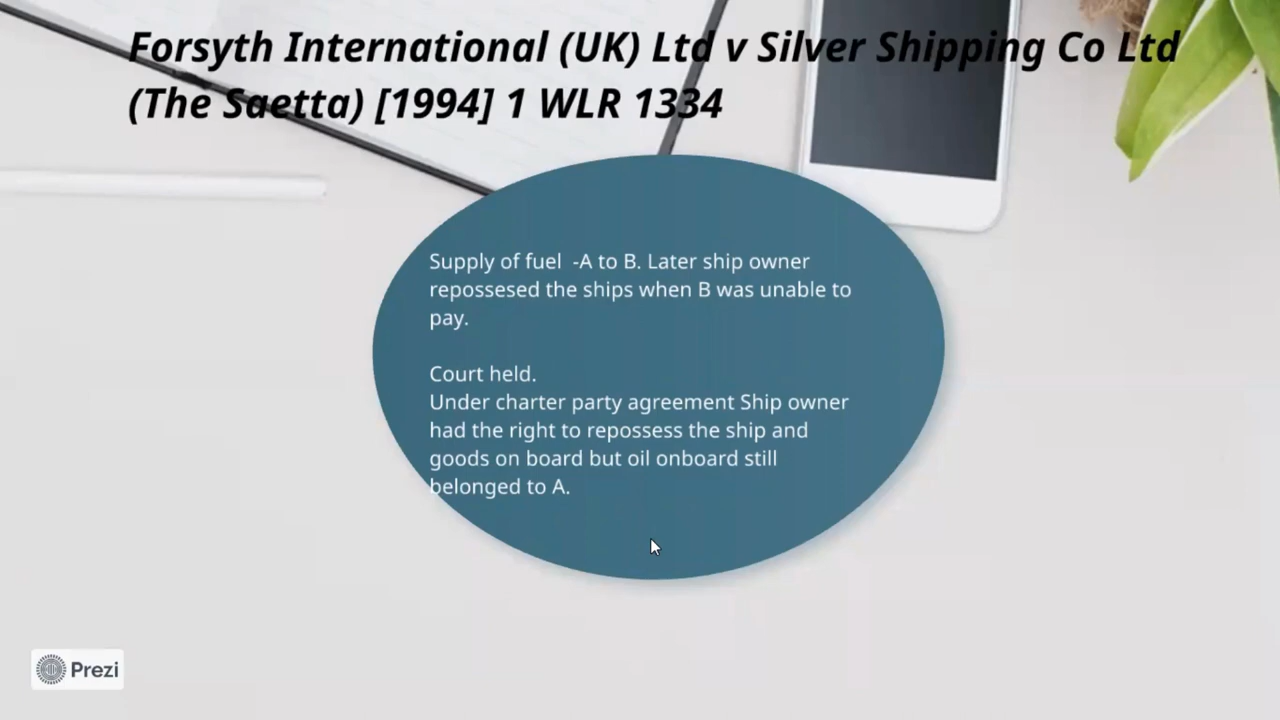 Forsyth International (UK) Ltd v Silver Shipping Co Ltd
(The Saetta) [1994] 1 WLR 1334
Supply of fuel  -A to B. Later ship owner
repossesed the ships when B was unable to
pay.
Court held.
Under charter party agreement Ship owner
had the right to repossess the ship and
goods on board but oil onboard still
belonged to A.
Prezi